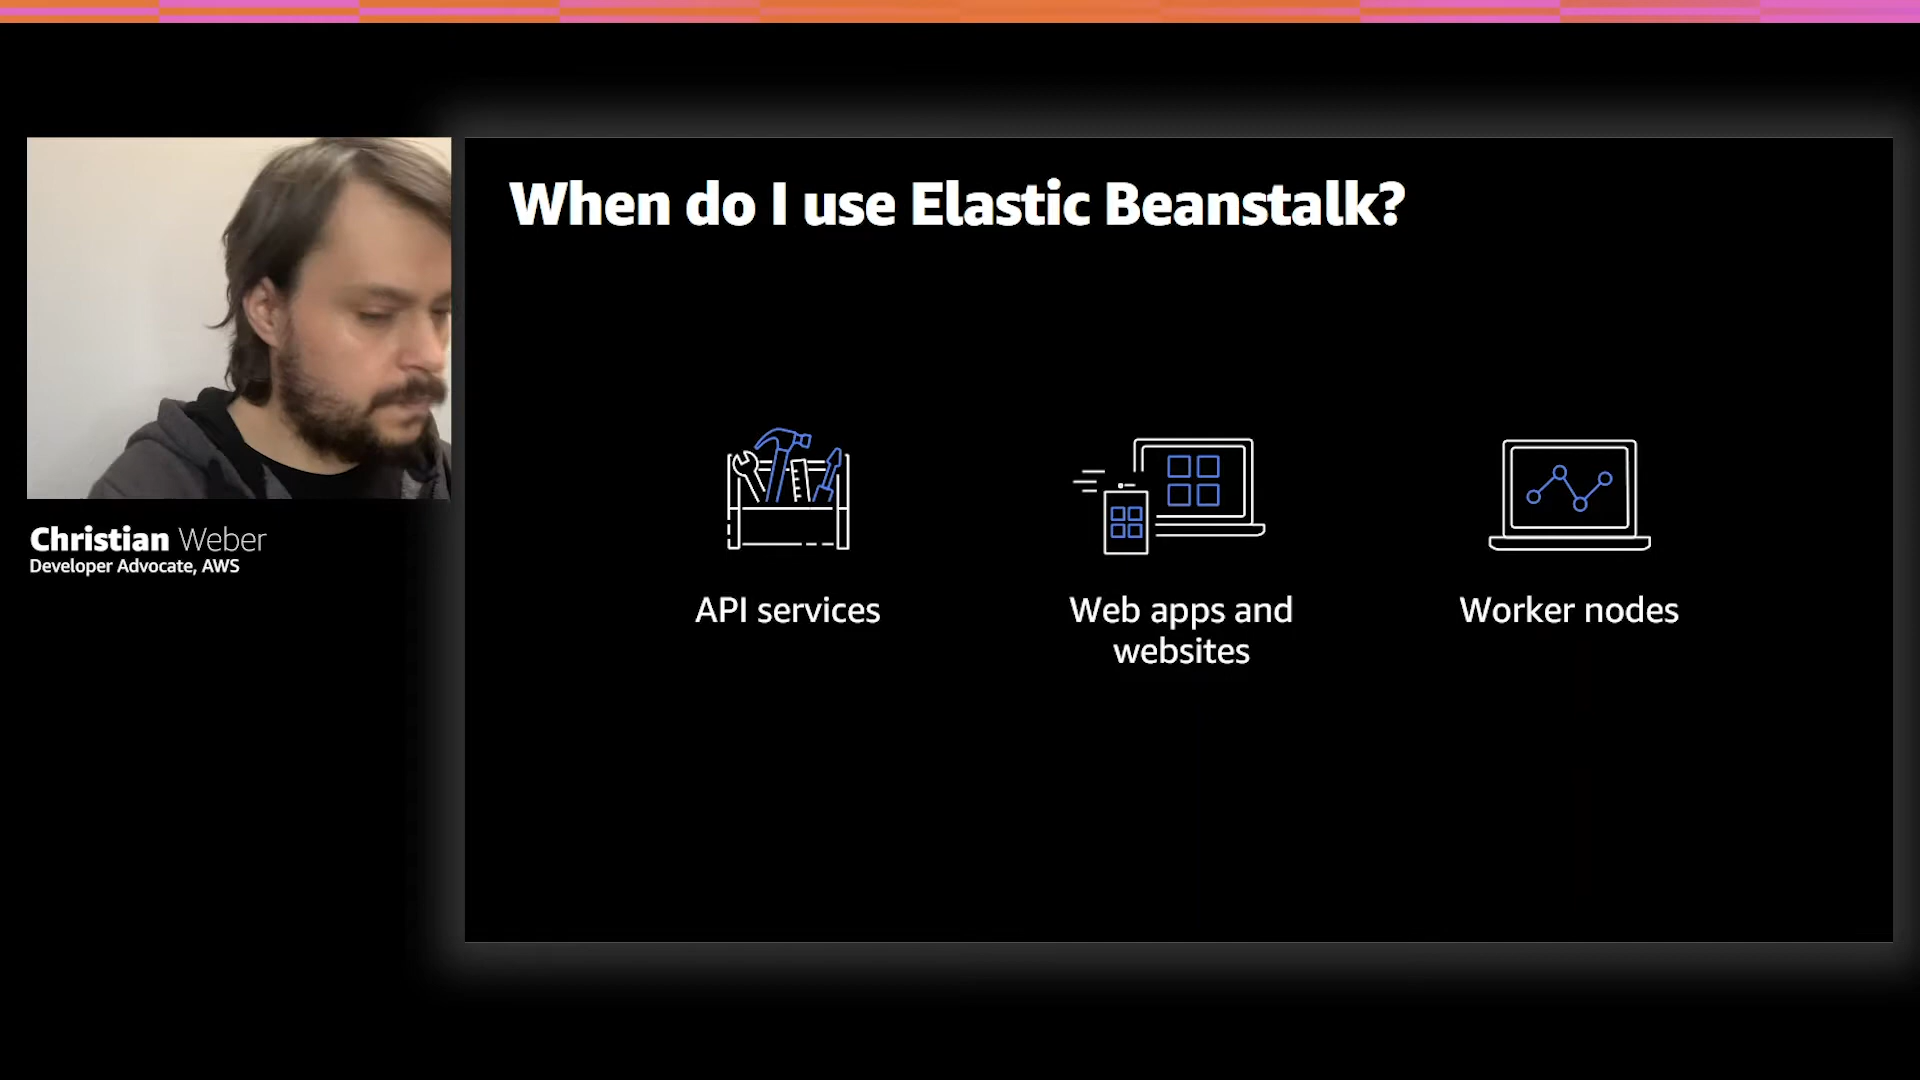 When do I use Elastic Beanstalk?
Christian Weber
Developer Advocate, AWS
API services
Web apps and
websites
Worker nodes